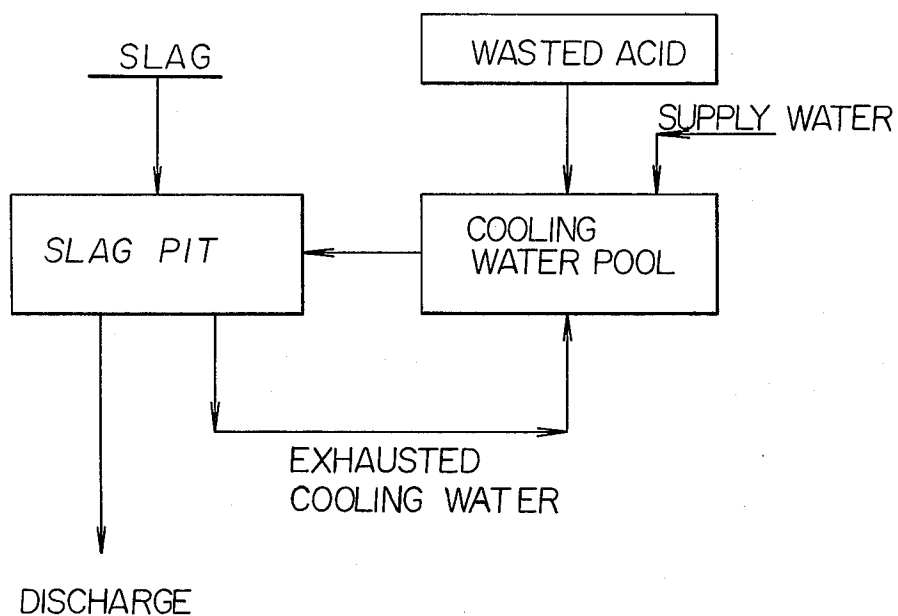 SLAG
WASTED ACID
SUPPLY WATER
SLAG PIT
COOLING
WATER POOL
EXHAUSTED
COOLING WATER
DISCHARGE